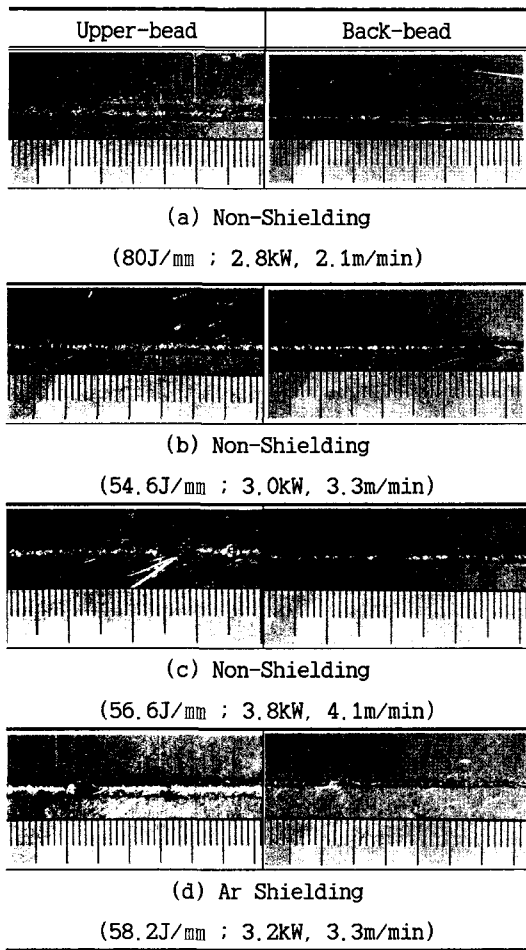 Upper-bead Back-bead
(a) Non-Shielding
(80J/㎜ ; 2.8kW, 2.1m/min)
(b) Non-Shielding
(54.6J/㎜ ; 3.0kW, 3.3m/min)
(c) Non-Shielding
(56.6J/㎜ ; 3.8kW, 4.1m/min)
(d) Ar Shielding
(58.2J/㎜ ; 3.2kW, 3.3m/min)